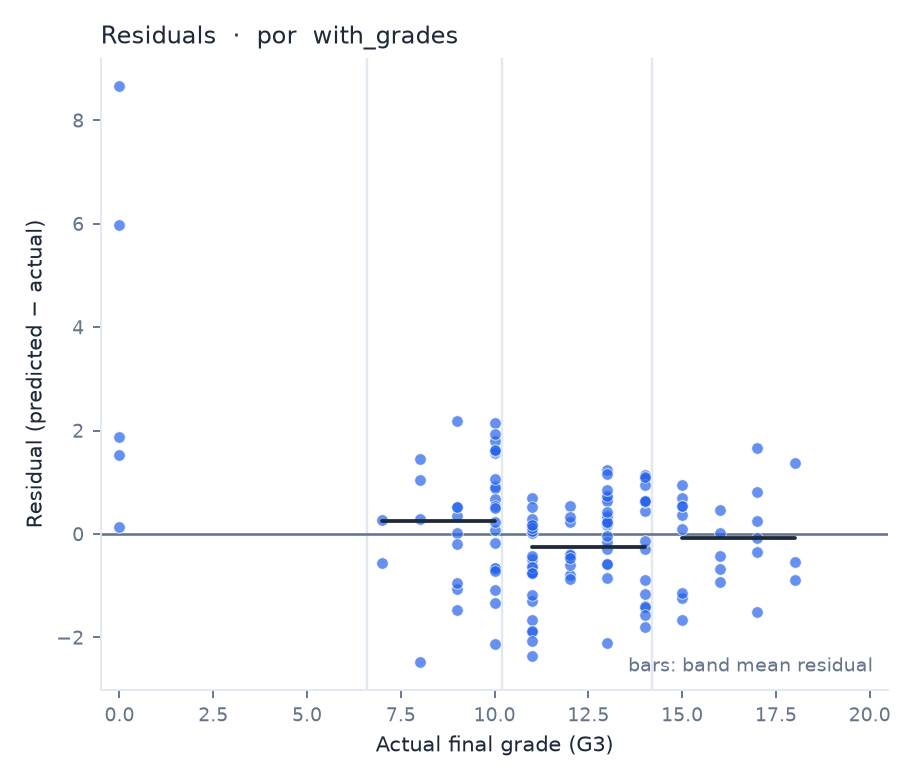 Residuals · por with_grades
Residual (predicted − actual)
8
6
4
2
0
−2
bars: band mean residual
0.0 2.5 5.0 7.5 10.0 12.5 15.0 17.5 20.0
Actual final grade (G3)